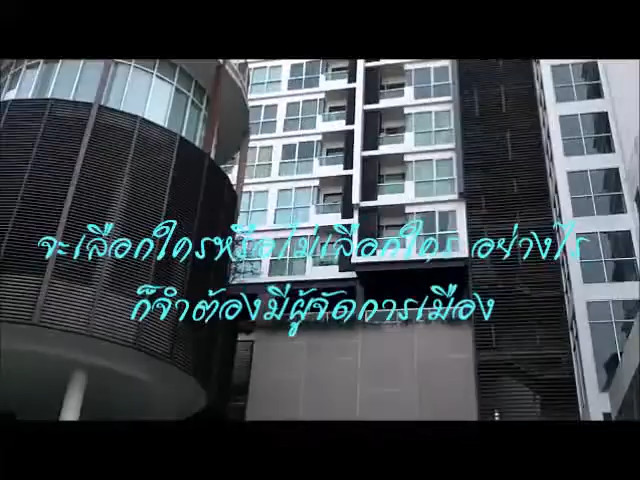 จะเลือกใครหรือไม่เลือกใคร อย่างไร
ก็จำต้องมีผู้จัดการเมือง